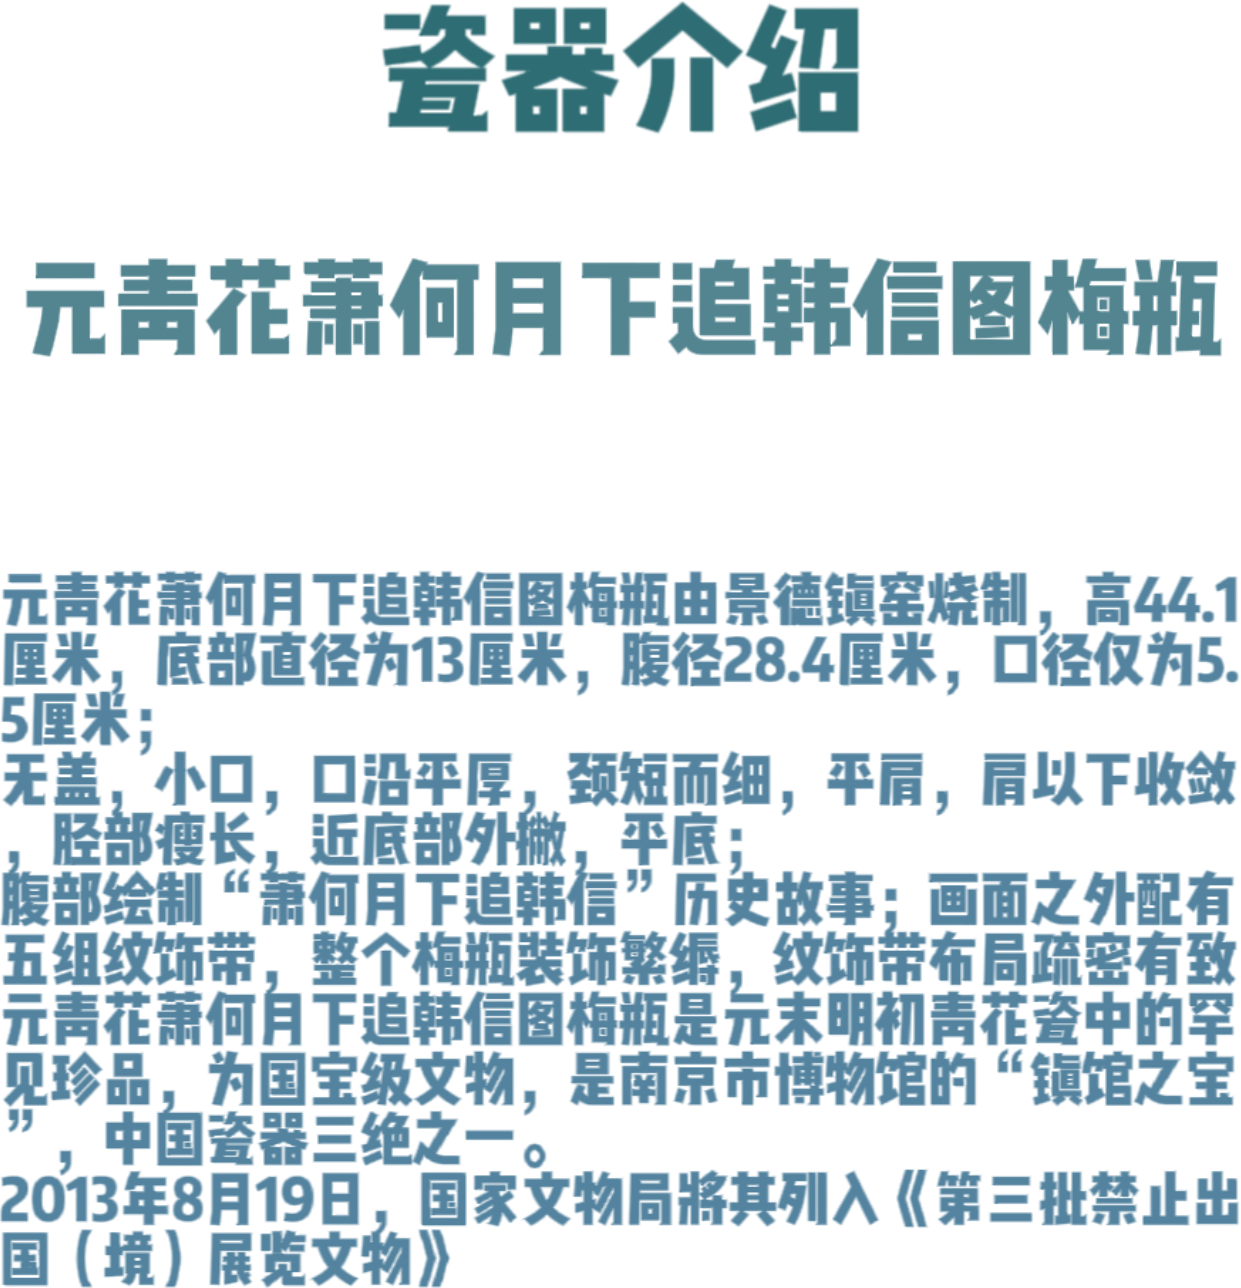 瓷器介绍
元青花萧何月下追韩信图梅瓶
元青花萧何月下追韩信图梅瓶由景德镇窑烧制，高44.1
厘米，底部直径为13厘米，腹径28.4厘米，口径仅为5.
5厘米；
无盖，小口，口沿平厚，颈短而细，平肩，肩以下收敛
，胫部瘦长，近底部外撇，平底；
腹部绘制“萧何月下追韩信”历史故事；画面之外配有
五组纹饰带，整个梅瓶装饰繁缛，纹饰带布局疏密有致
元青花萧何月下追韩信图梅瓶是元末明初青花瓷中的罕
见珍品，为国宝级文物，是南京市博物馆的“镇馆之宝
”，中国瓷器三绝之一。
2013年8月19日，国家文物局将其列入《第三批禁止出
国（境）展览文物》